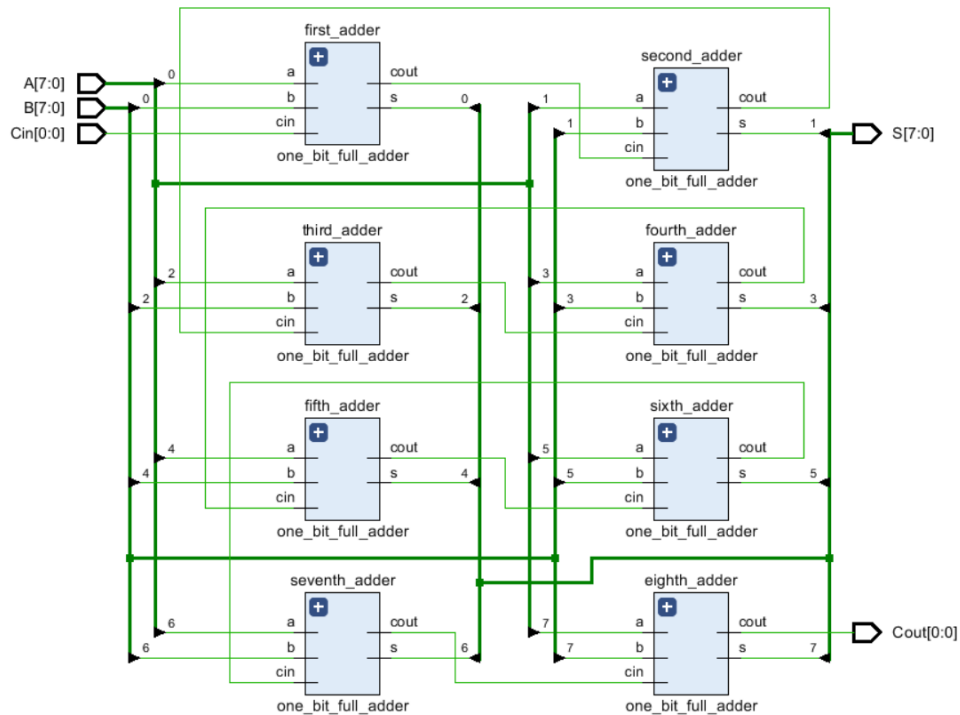 first_adder
second_adder
A[7:0]
B[7:0]
Cin[0:0]
0
0
a
b
cin
cout
s
0
one_bit_full_adder
1
1
a
b
cin
cout
s
1
one_bit_full_adder
S[7:0]
third_adder
fourth_adder
2
2
a
b
cin
cout
s
2
one_bit_full_adder
3
3
a
b
cin
cout
s
3
one_bit_full_adder
fifth_adder
sixth_adder
4
4
a
b
cin
cout
s
4
one_bit_full_adder
5
5
a
b
cin
cout
s
5
one_bit_full_adder
seventh_adder
eighth_adder
6
6
a
b
cin
cout
s
6
one_bit_full_adder
7
7
a
b
cin
cout
s
7
one_bit_full_adder
Cout[0:0]